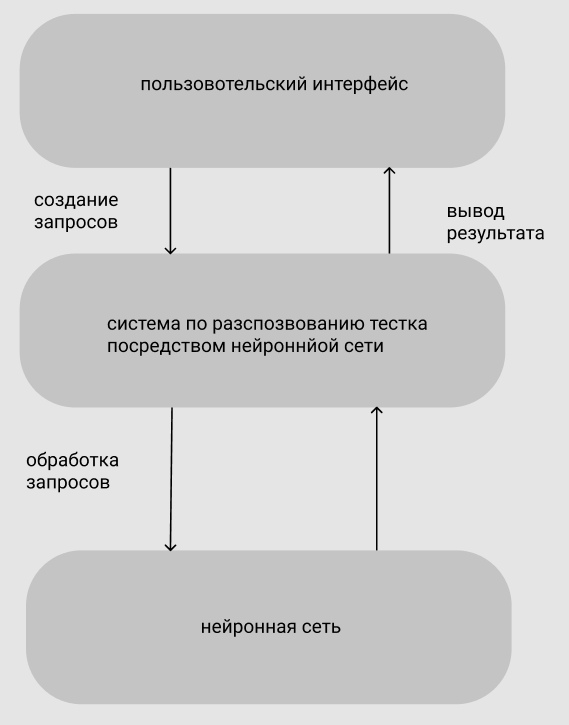 пользовотельский интерфейс
создание
запросов
вывод
результата
система по разспозвованию тестка
посредством нейроннйой сети
обработка
запросов
нейронная сеть